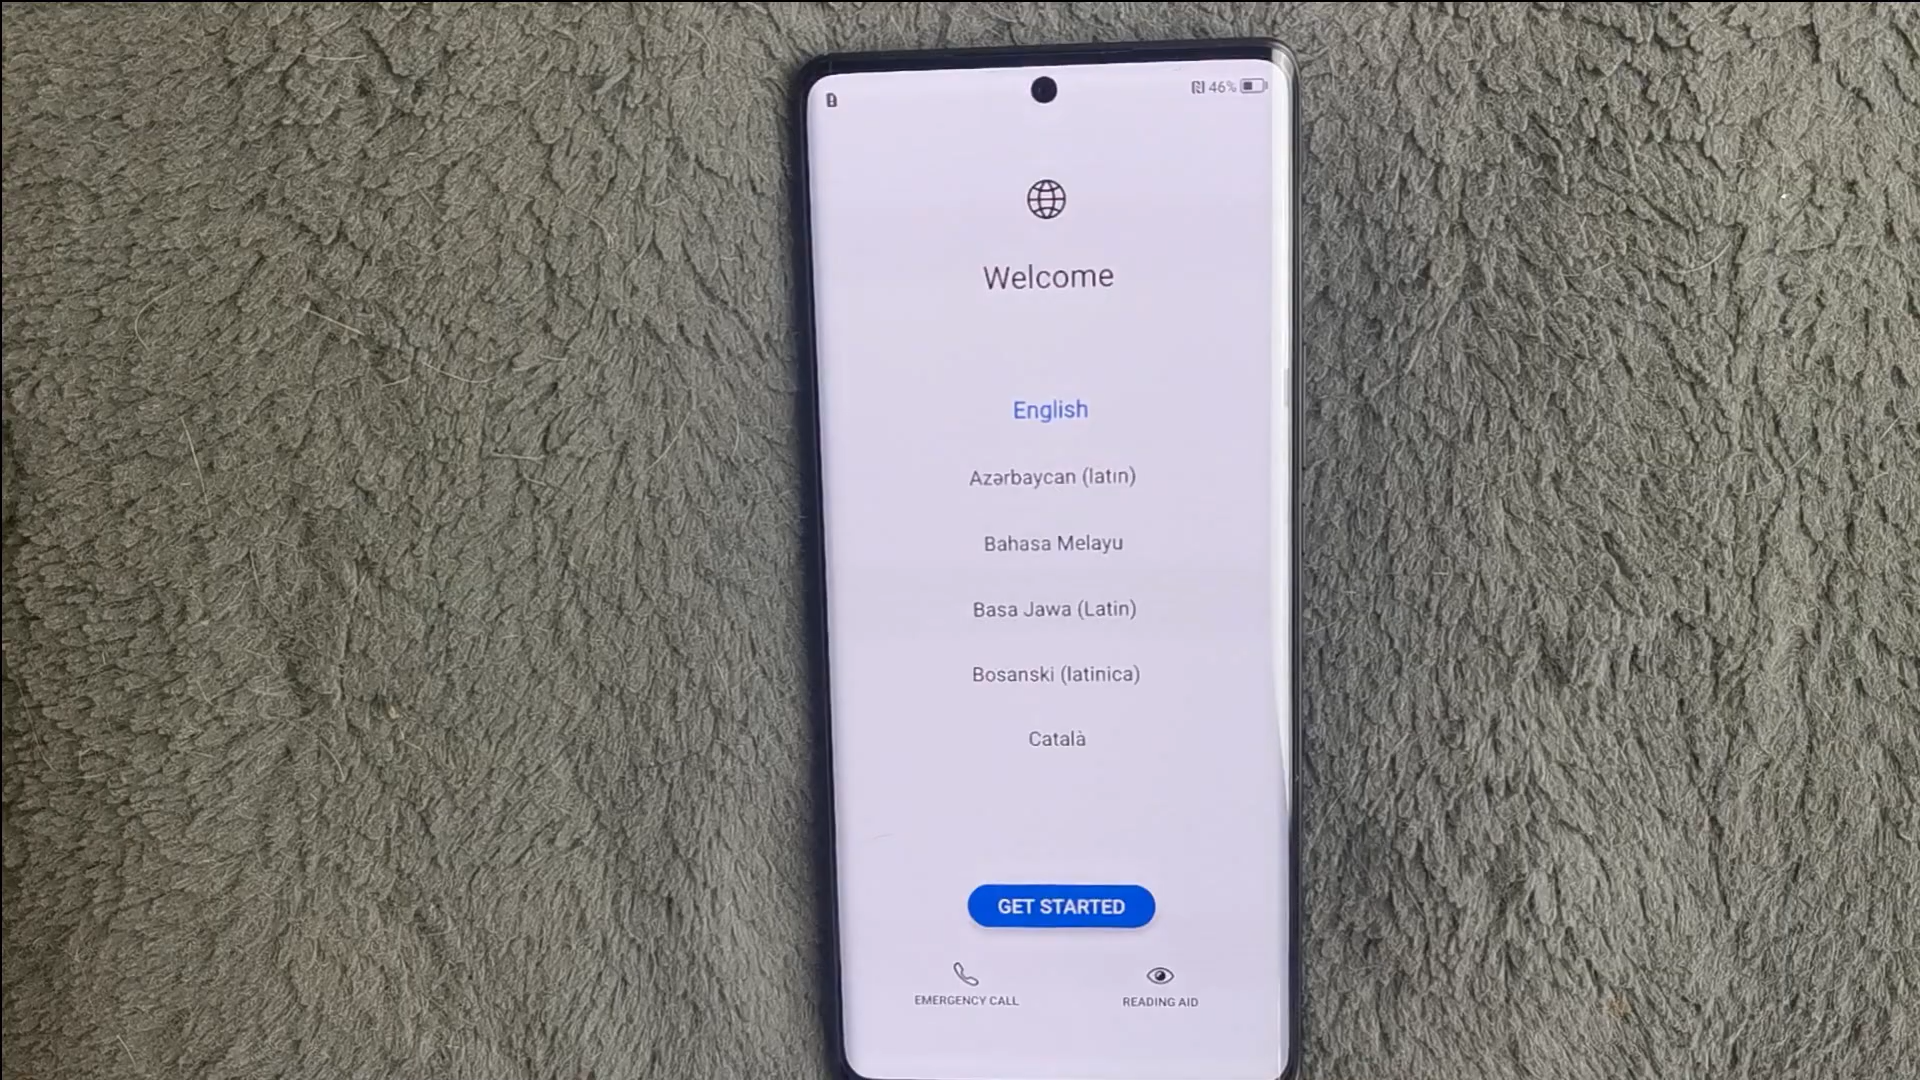 46%
Welcome
English
Azərbaycan (latın)
Bahasa Melayu
Basa Jawa (Latin)
Bosanski (latinica)
Català
GET STARTED
EMERGENCY CALL
READING AID